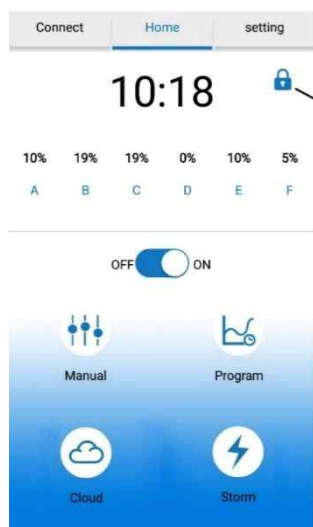 Connect Home setting
10:18
10% 19% 19% 0% 10% 5%
A B C D E F
OFF ON
Manual Program
Cloud Storm